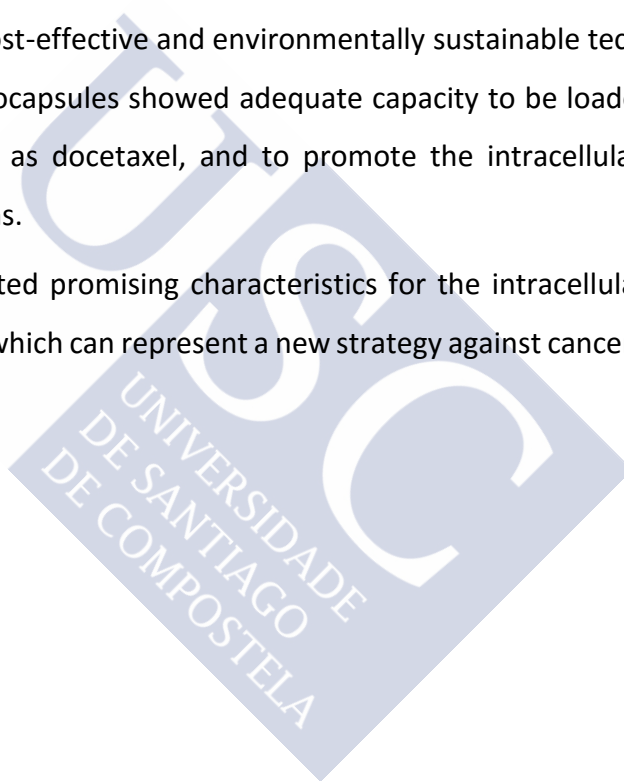 ost-effective and environmentally sustainable tec
ocapsules showed adequate capacity to be loade
as docetaxel, and to promote the intracellula
s.
ted promising characteristics for the intracellula
which can represent a new strategy against cance
USC
UNIVERSIDADE
DE SANTIAGO
DE COMPOSTELA